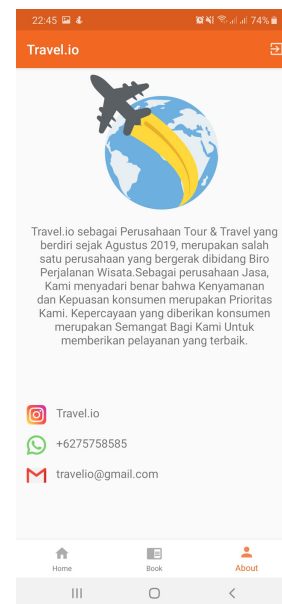 22:45 74%
Travel.io
Travel.io sebagai Perusahaan Tour & Travel yang
berdiri sejak Agustus 2019, merupakan salah
satu perusahaan yang bergerak dibidang Biro
Perjalanan Wisata.Sebagai perusahaan Jasa,
Kami menyadari benar bahwa Kenyamanan
dan Kepuasan konsumen merupakan Prioritas
Kami. Kepercayaan yang diberikan konsumen
merupakan Semangat Bagi Kami Untuk
memberikan pelayanan yang terbaik.
Travel.io
+6275758585
travelio@gmail.com
Home Book About